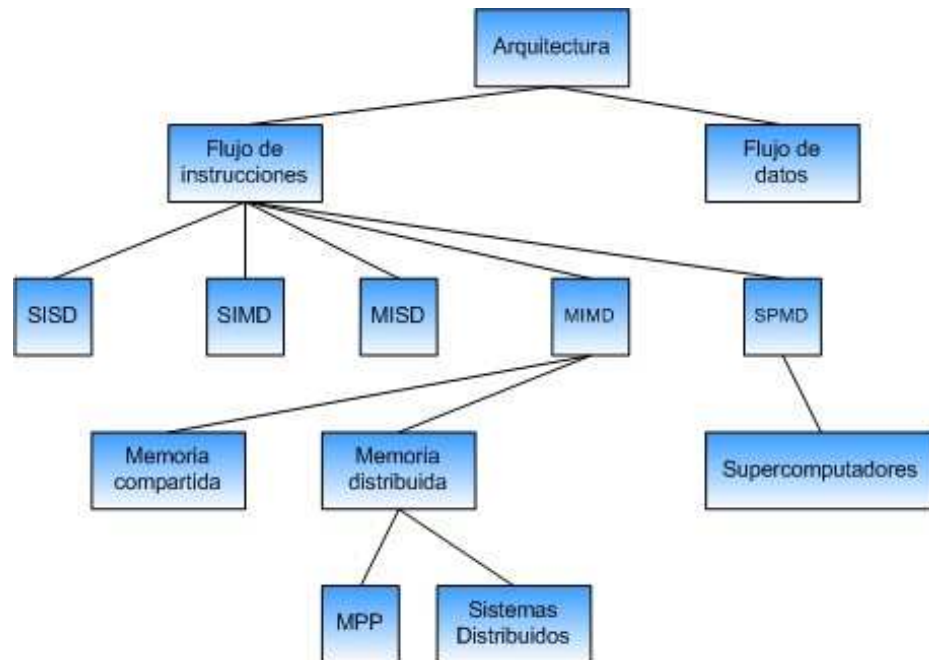 Arquitectura
Flujo de
instrucciones
Flujo de
datos
SISD
SIMD
MISD
MIMD
SPMD
Memoria
compartida
Memoria
distribuida
Supercomputadores
MPP
Sistemas
Distribuidos